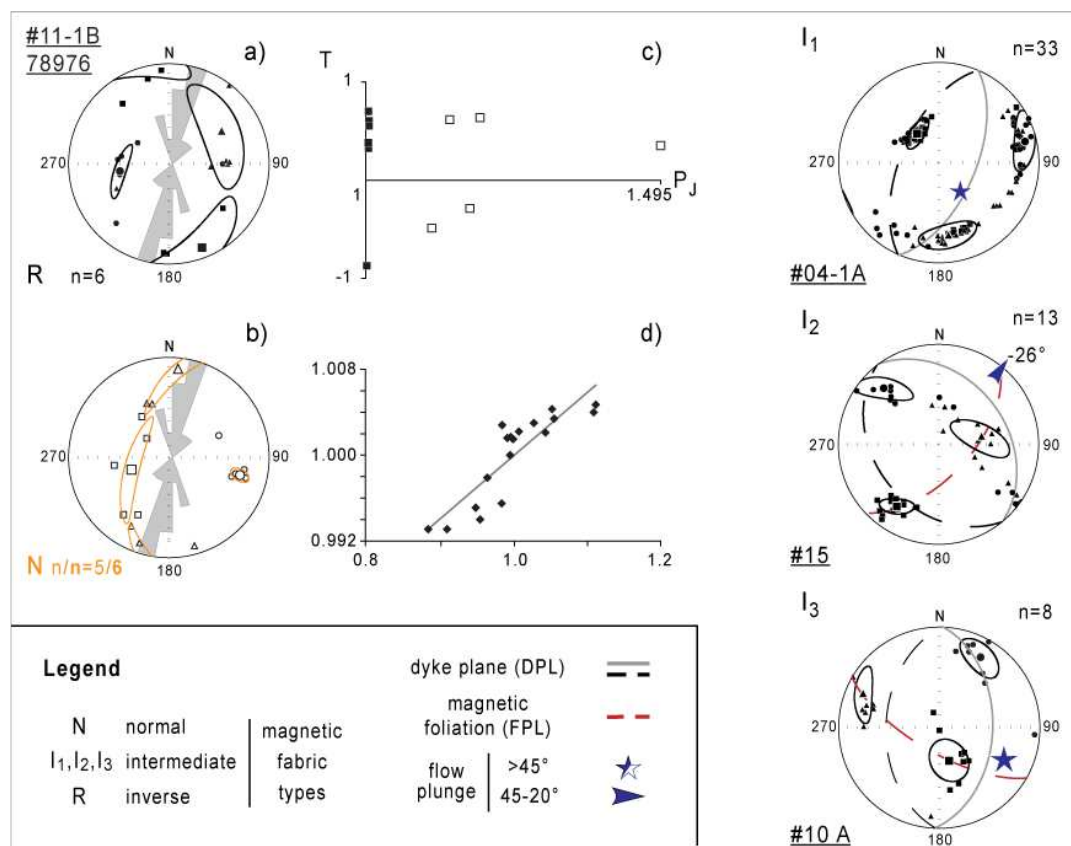 #11-1B
78976
a)
N
270
90
180
R n=6
b)
N
270
90
180
N n/n=5/6
c)
T
1
1
1.495
P_J
-1
d)
1.008
1.000
0.992
0.8
1.0
1.2
I₁
n=33
N
270
90
180
#04-1A
I₂
n=13
N
-26°
270
90
180
#15
I₃
n=8
N
270
90
180
#10 A
Legend
N normal
I₁,I₂,I₃ intermediate
R inverse
magnetic
fabric
types
dyke plane (DPL)
magnetic
foliation (FPL)
flow
plunge
>45°
45-20°